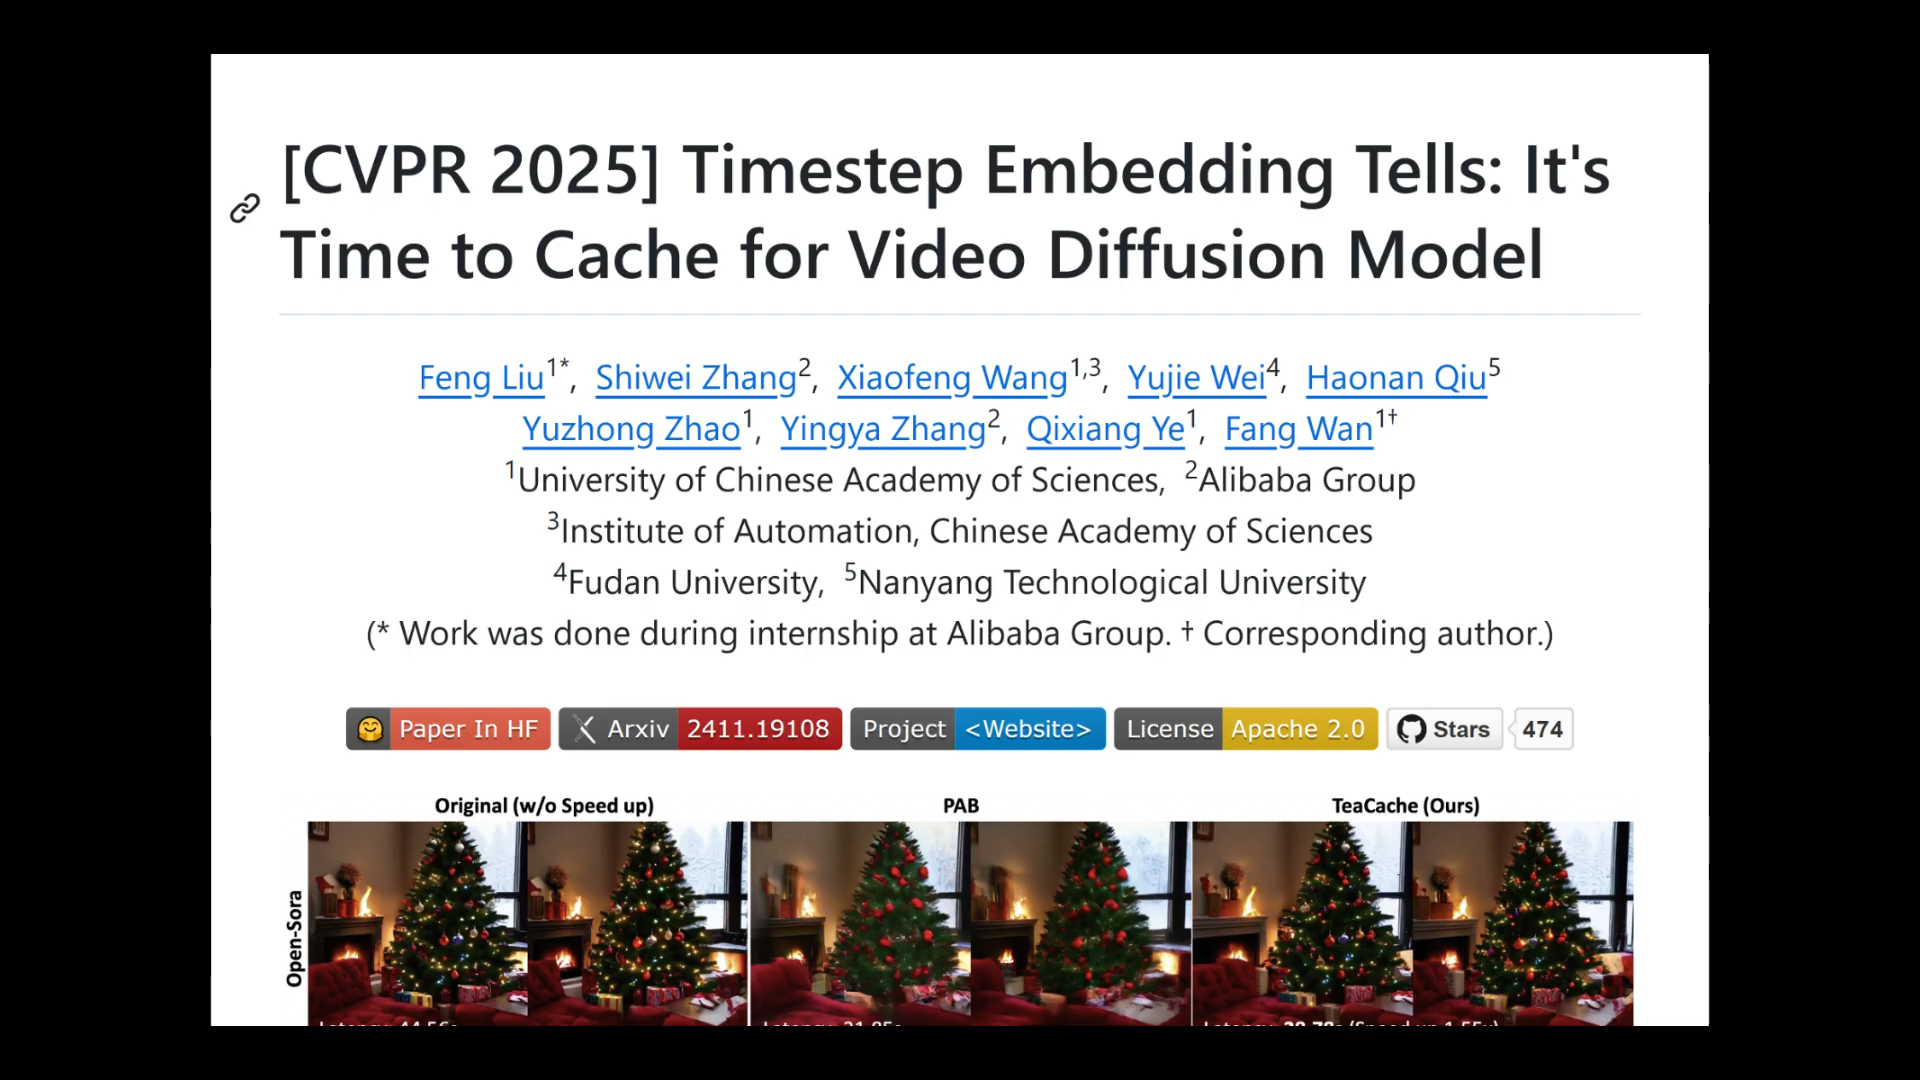 [CVPR 2025] Timestep Embedding Tells: It's
Time to Cache for Video Diffusion Model
Feng Liu1*, Shiwei Zhang2, Xiaofeng Wang1,3, Yujie Wei4, Haonan Qiu5
Yuzhong Zhao1, Yingya Zhang2, Qixiang Ye1, Fang Wan1†
1University of Chinese Academy of Sciences, 2Alibaba Group
3Institute of Automation, Chinese Academy of Sciences
4Fudan University, 5Nanyang Technological University
(* Work was done during internship at Alibaba Group. † Corresponding author.)
Paper In HF Arxiv 2411.19108 Project <Website> License Apache 2.0 Stars 474
Original (w/o Speed up) PAB TeaCache (Ours)
Open-Sora